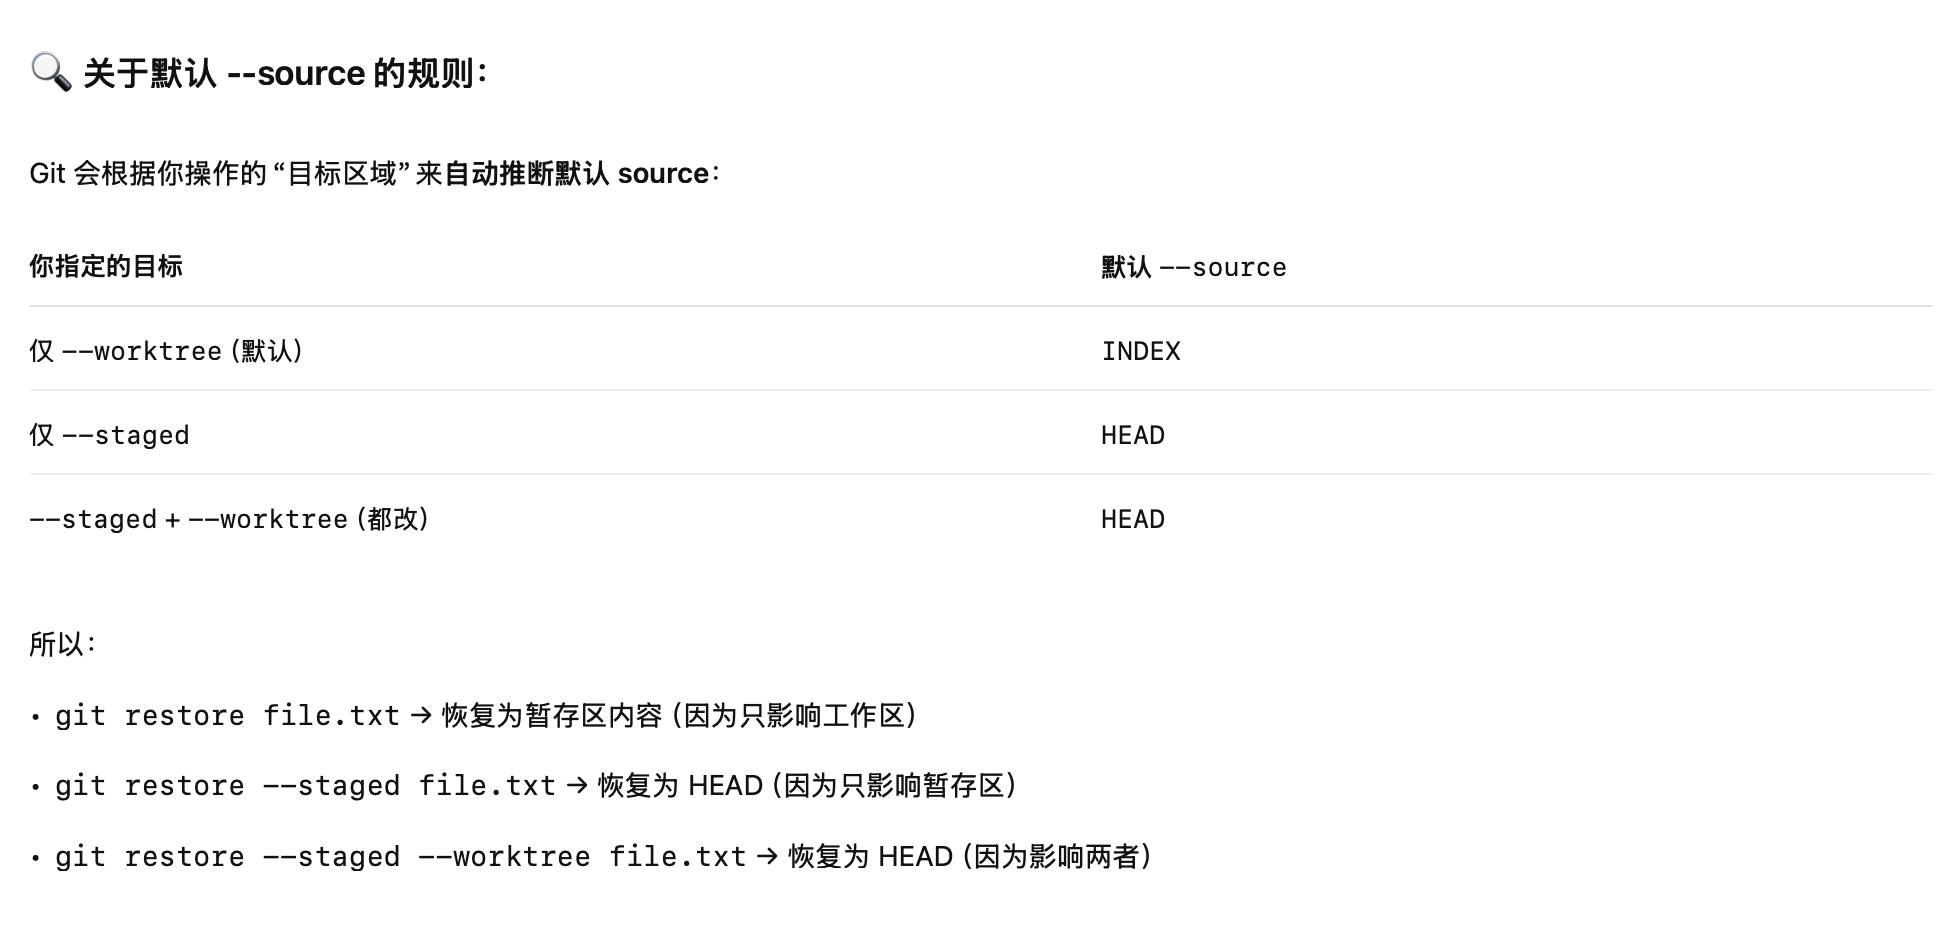 🔍 关于默认 --source 的规则：
Git 会根据你操作的 “目标区域” 来自动推断默认 source：
你指定的目标 默认 --source
仅 --worktree（默认） INDEX
仅 --staged HEAD
--staged + --worktree（都改） HEAD
所以：
• git restore file.txt → 恢复为暂存区内容（因为只影响工作区）
• git restore --staged file.txt → 恢复为 HEAD（因为只影响暂存区）
• git restore --staged --worktree file.txt → 恢复为 HEAD（因为影响两者）